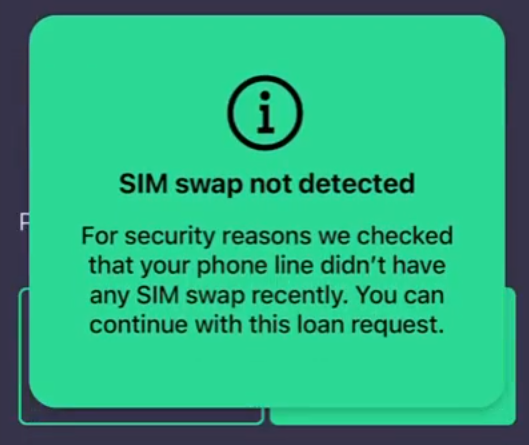 SIM swap not detected
For security reasons we checked
that your phone line didn't have
any SIM swap recently. You can
continue with this loan request.